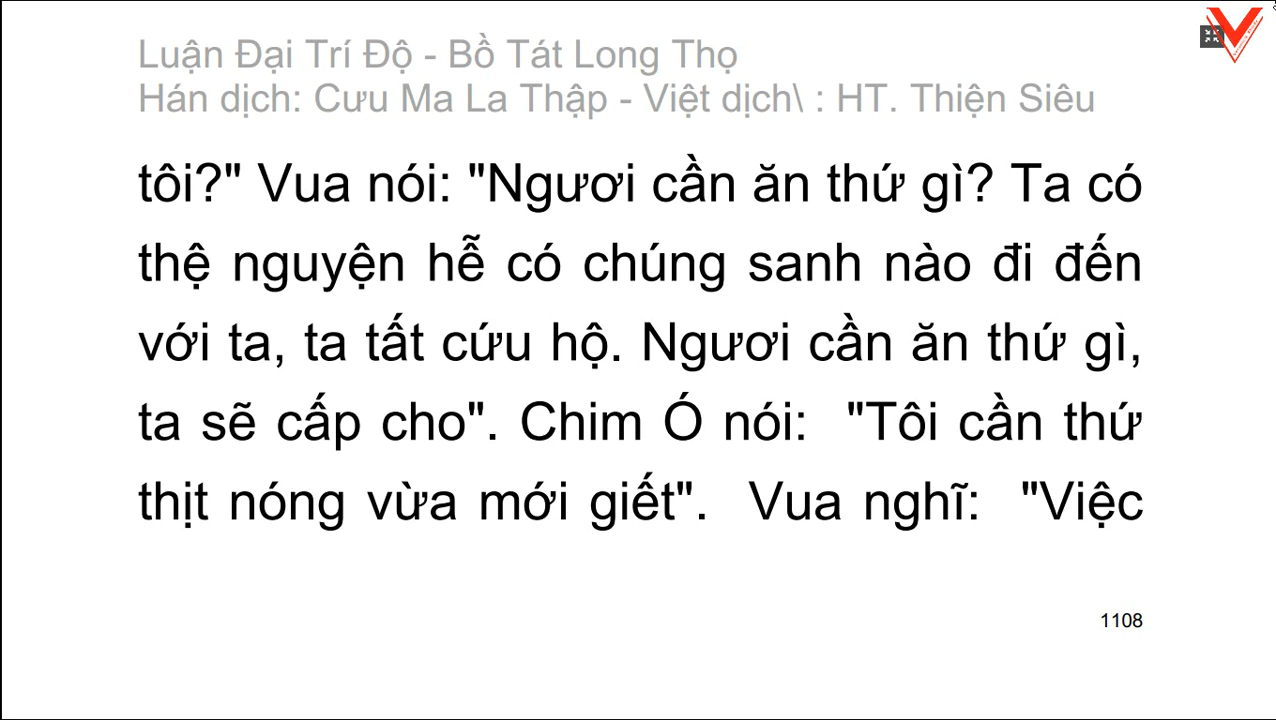 Luận Đại Trí Độ - Bồ Tát Long Thọ
Hán dịch: Cưu Ma La Thập - Việt dịch\ : HT. Thiện Siêu
tôi?" Vua nói: "Ngươi cần ăn thứ gì? Ta có
thệ nguyện hễ có chúng sanh nào đi đến
với ta, ta tất cứu hộ. Ngươi cần ăn thứ gì,
ta sẽ cấp cho". Chim Ó nói:  "Tôi cần thứ
thịt nóng vừa mới giết".  Vua nghĩ:  "Việc
1108